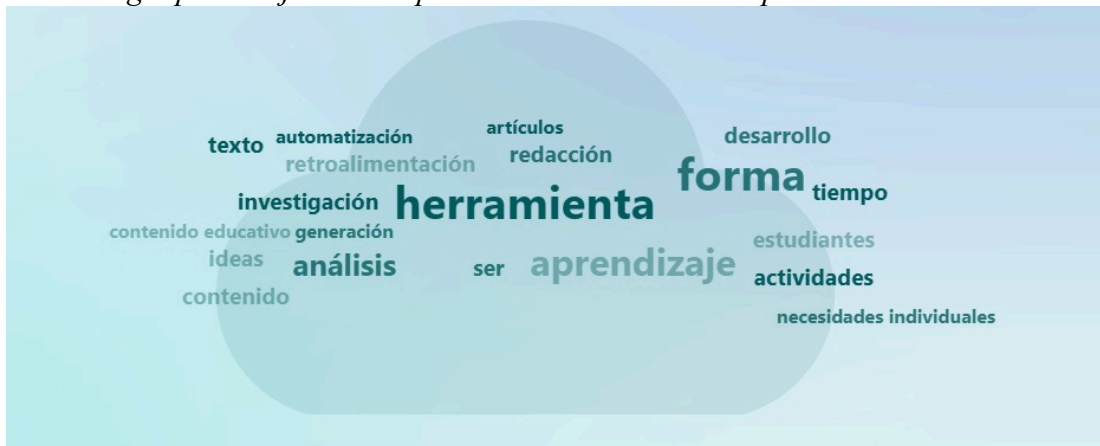 artículos
texto automatización desarrollo
retroalimentación redacción
forma
investigación herramienta tiempo
contenido educativo generación estudiantes
ideas análisis ser aprendizaje
actividades
contenido
necesidades individuales